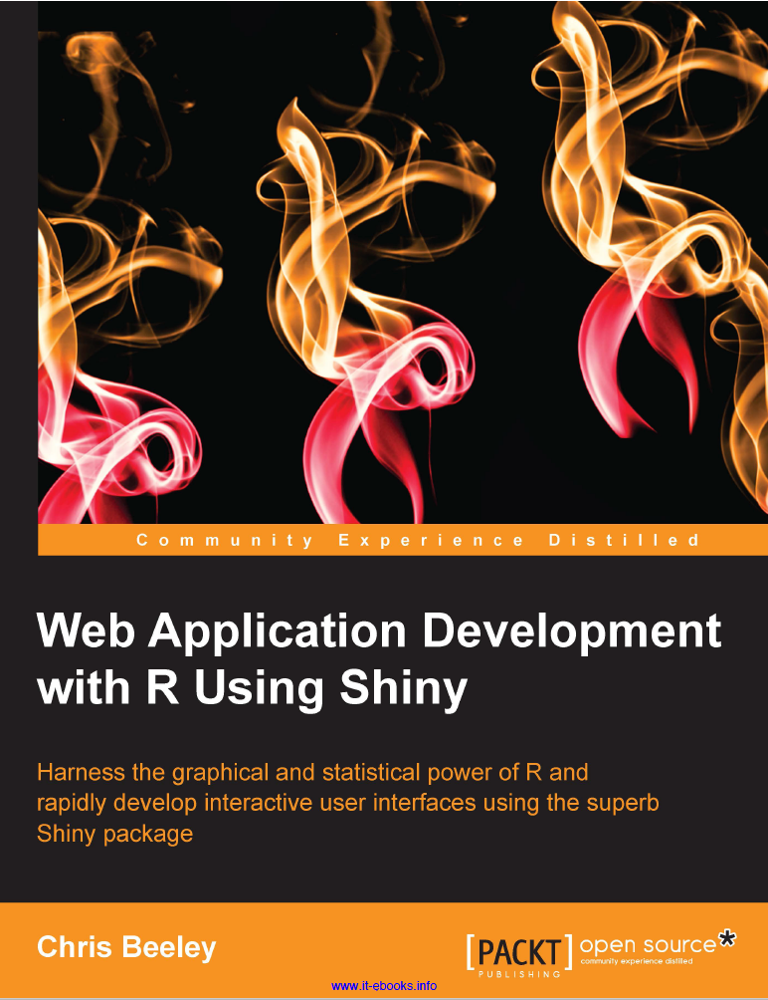 Community Experience Distilled
Web Application Development
with R Using Shiny
Harness the graphical and statistical power of R and
rapidly develop interactive user interfaces using the superb
Shiny package
Chris Beeley
[PACKT] open source*
PUBLISHING community experience distilled
www.it-ebooks.info